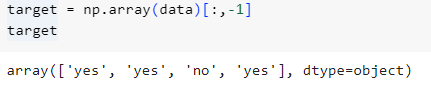 target = np.array(data)[:,-1]
target
array(['yes', 'yes', 'no', 'yes'], dtype=object)